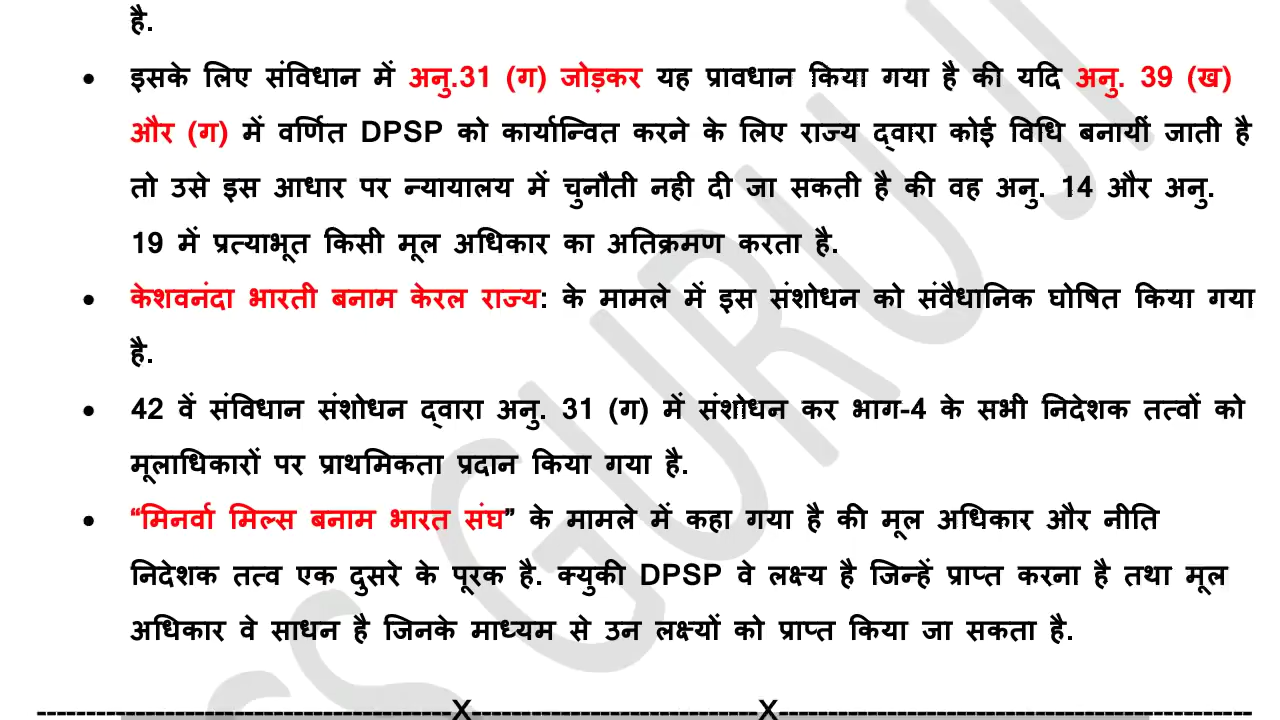 है.
इसके लिए संविधान में अनु.31 (ग) जोड़कर यह प्रावधान किया गया है की यदि अनु. 39 (ख)
और (ग) में वर्णित DPSP को कार्यान्वित करने के लिए राज्य द्वारा कोई विधि बनायीं जाती है
तो उसे इस आधार पर न्यायालय में चुनौती नही दी जा सकती है की वह अनु. 14 और अनु.
19 में प्रत्याभूत किसी मूल अधिकार का अतिक्रमण करता है.
केशवनंदा भारती बनाम केरल राज्य: के मामले में इस संशोधन को संवैधानिक घोषित किया गया
है.
42 वें संविधान संशोधन द्वारा अनु. 31 (ग) में संशोधन कर भाग-4 के सभी निदेशक तत्वों को
मूलाधिकारों पर प्राथमिकता प्रदान किया गया है.
“मिनर्वा मिल्स बनाम भारत संघ” के मामले में कहा गया है की मूल अधिकार और नीति
निदेशक तत्व एक दुसरे के पूरक है. क्युकी DPSP वे लक्ष्य है जिन्हें प्राप्त करना है तथा मूल
अधिकार वे साधन है जिनके माध्यम से उन लक्ष्यों को प्राप्त किया जा सकता है.
------------------------------------------X-----------------------------X------------------------------------------------
SS GURU JI